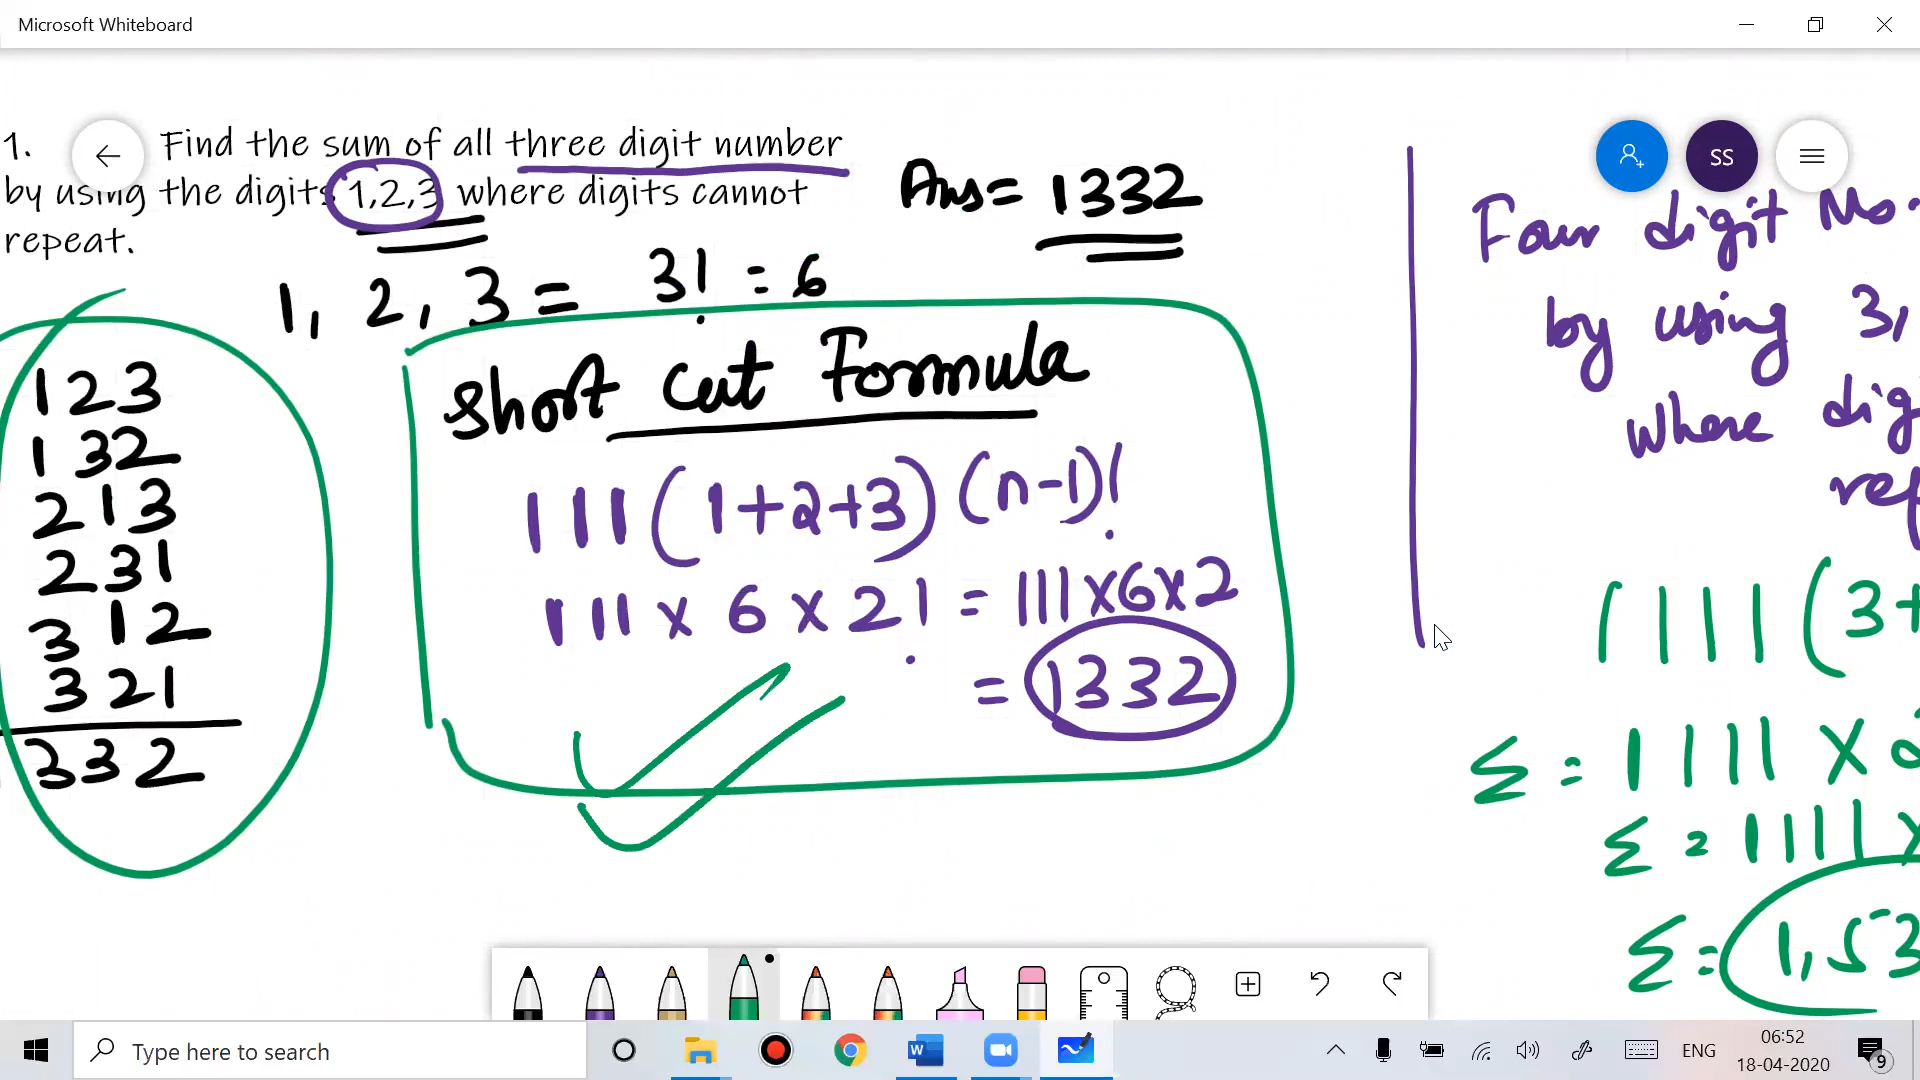 Microsoft Whiteboard
1. Find the sum of all three digit number
by using the digits 1,2,3 where digits cannot
repeat.
Ans = 1332
1, 2, 3 = 3! = 6
123
132
213
231
312
321
332
Short Cut Formula
111 (1+2+3) (n-1)!
111 x 6 x 2! = 111x6x2
= 1332
SS
Four digit No.
by using 3,
where dig
rep
1111 (3+
Σ = 1111 x
Σ = 1111 x
Σ = 1,53
Type here to search
ENG
06:52
18-04-2020
9